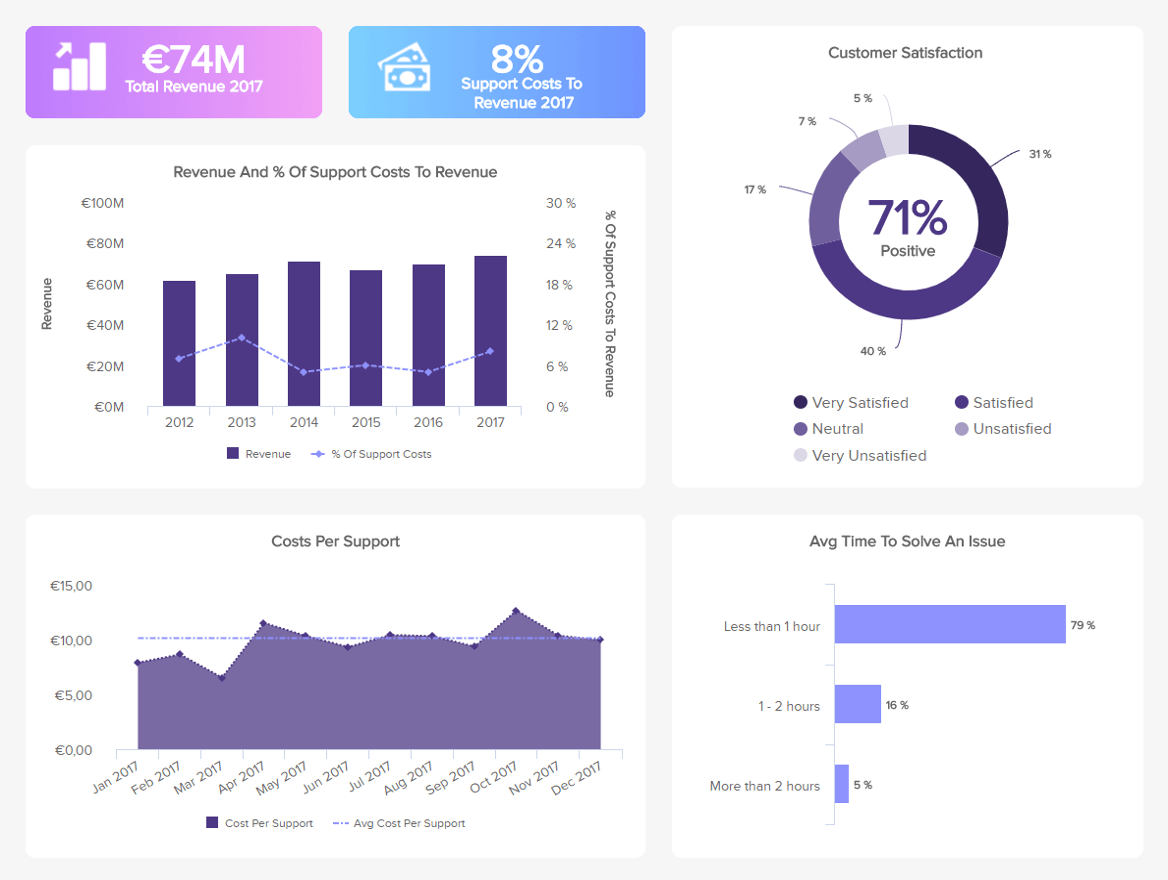 €74M
Total Revenue 2017
8%
Support Costs To
Revenue 2017
Revenue And % Of Support Costs To Revenue
€100M
€80M
€60M
€40M
€20M
€0M
Revenue
30 %
24 %
18 %
12 %
6 %
0 %
% Of Support Costs To Revenue
2012 2013 2014 2015 2016 2017
Revenue % Of Support Costs
Customer Satisfaction
5 %
7 %
31 %
17 %
71%
Positive
40 %
Very Satisfied Satisfied
Neutral Unsatisfied
Very Unsatisfied
Costs Per Support
€15,00
€10,00
€5,00
€0,00
Jan 2017 Feb 2017 Mar 2017 Apr 2017 May 2017 Jun 2017 Jul 2017 Aug 2017 Sep 2017 Oct 2017 Nov 2017 Dec 2017
Cost Per Support Avg Cost Per Support
Avg Time To Solve An Issue
Less than 1 hour 79 %
1 - 2 hours 16 %
More than 2 hours 5 %